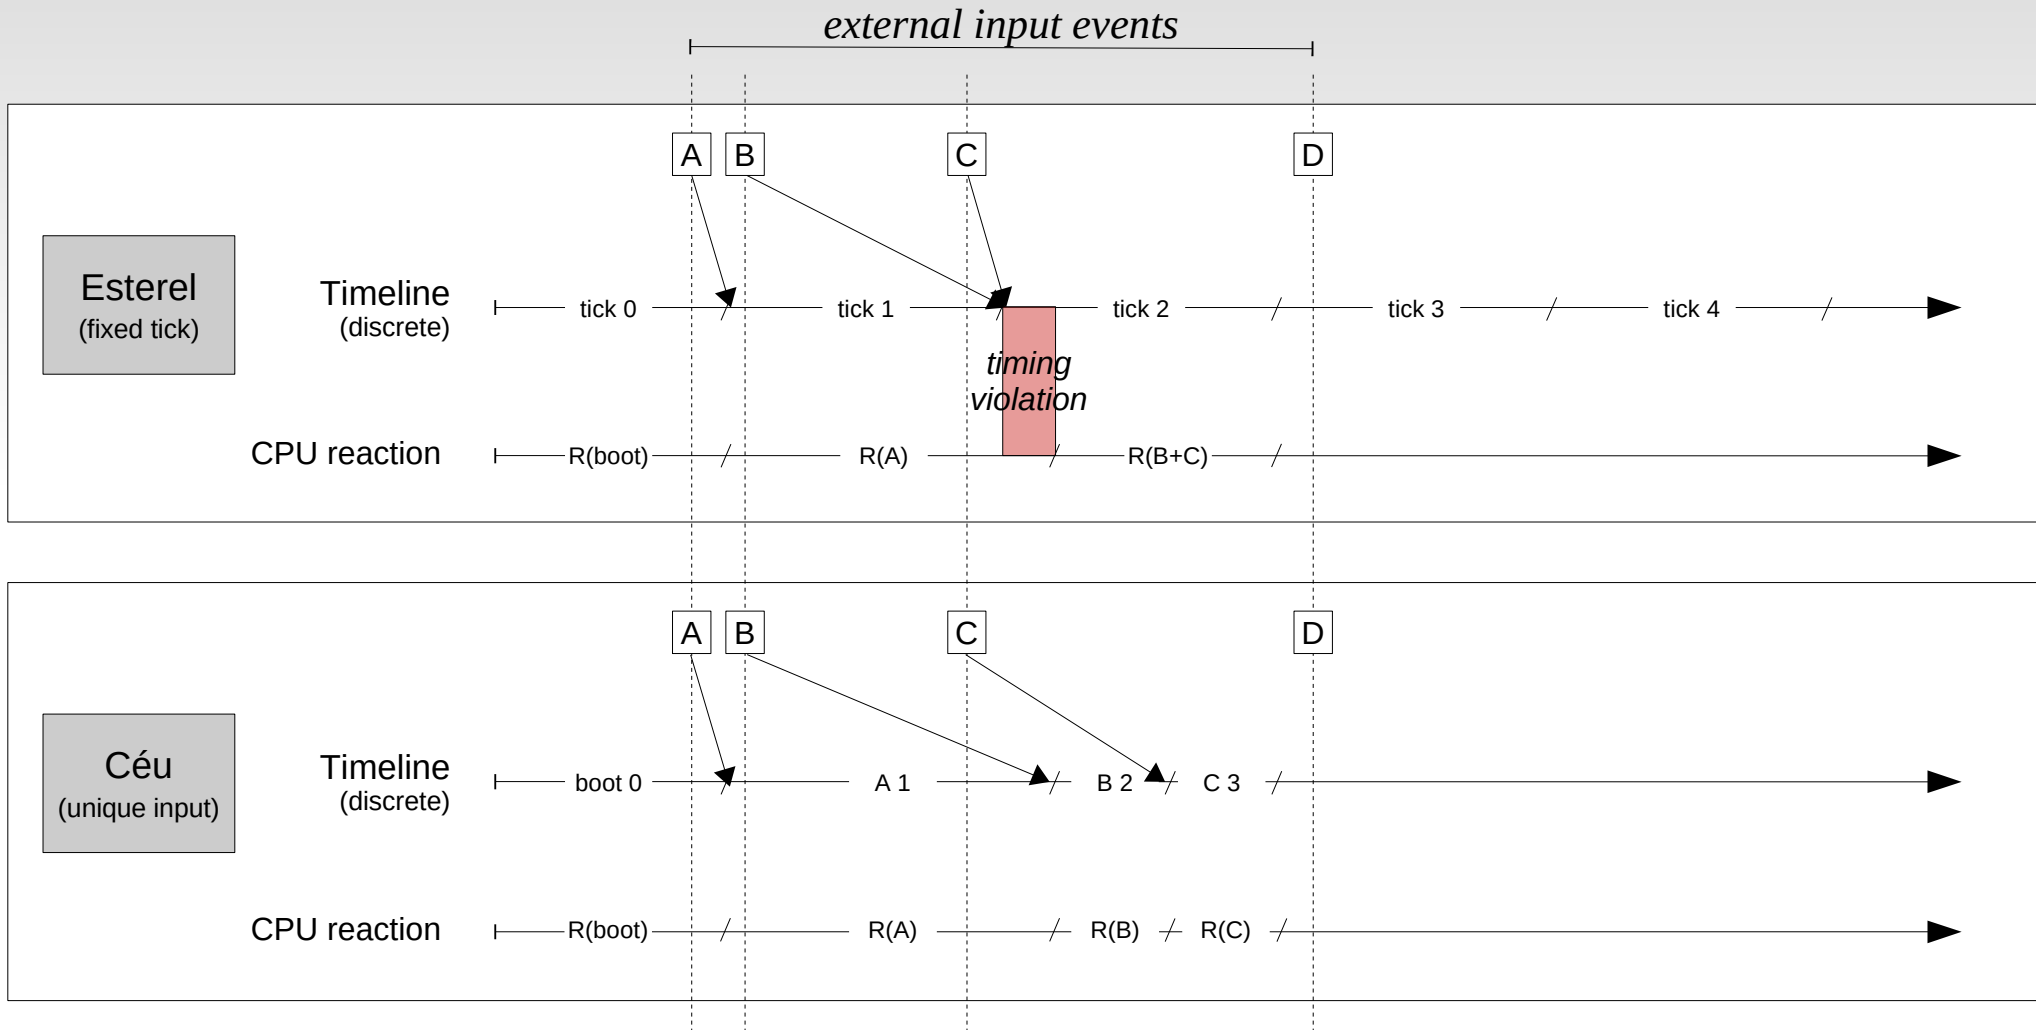 external input events
A B C D
Esterel
(fixed tick)
Timeline
(discrete)
tick 0 tick 1 tick 2 tick 3 tick 4
timing
violation
CPU reaction
R(boot) R(A) R(B+C)
A B C D
Céu
(unique input)
Timeline
(discrete)
boot 0 A 1 B 2 C 3
CPU reaction
R(boot) R(A) R(B) R(C)